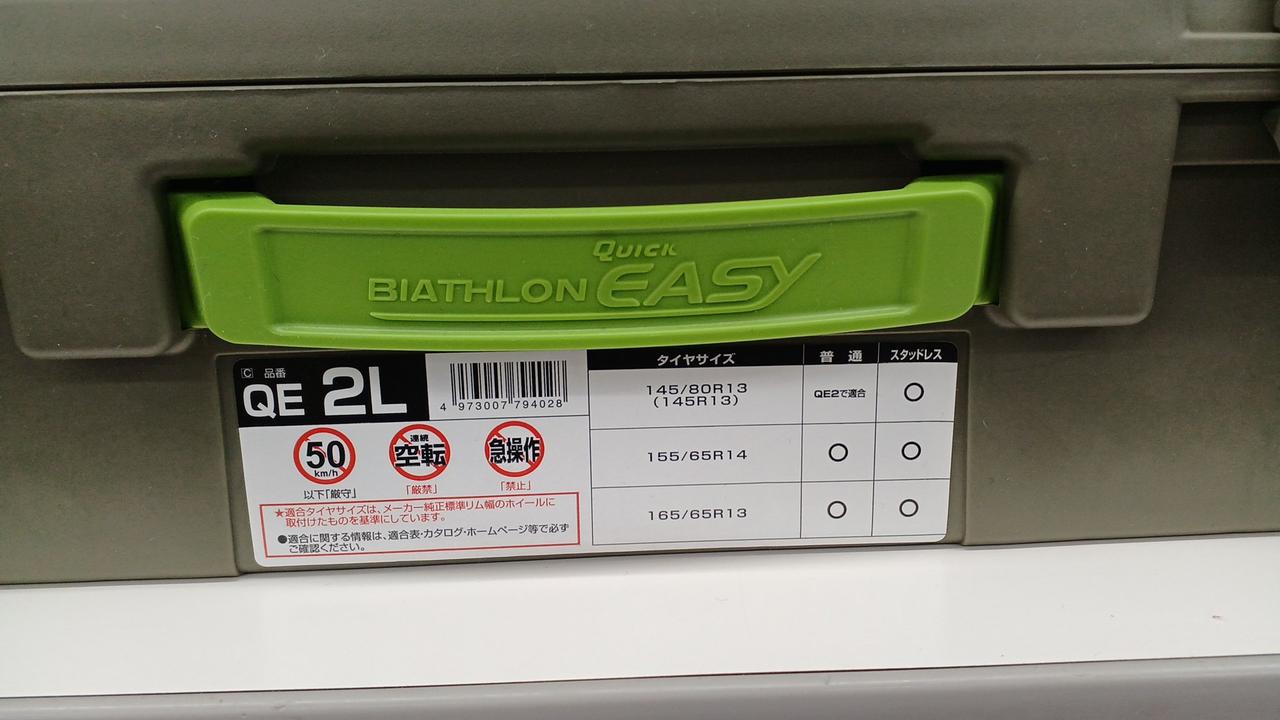 QUICK
BIATHLON EASY
C 品番
QE 2L
4 973007 794028
50
km/h
以下「厳守」
連続
空転
「厳禁」
急操作
「禁止」
★適合タイヤサイズは、メーカー純正標準リム幅のホイールに
取付けたものを基準にしています。
●適合に関する情報は、適合表・カタログ・ホームページ等で必ず
ご確認ください。
タイヤサイズ 普通 スタッドレス
145/80R13
(145R13) QE2で適合 ○
155/65R14 ○ ○
165/65R13 ○ ○